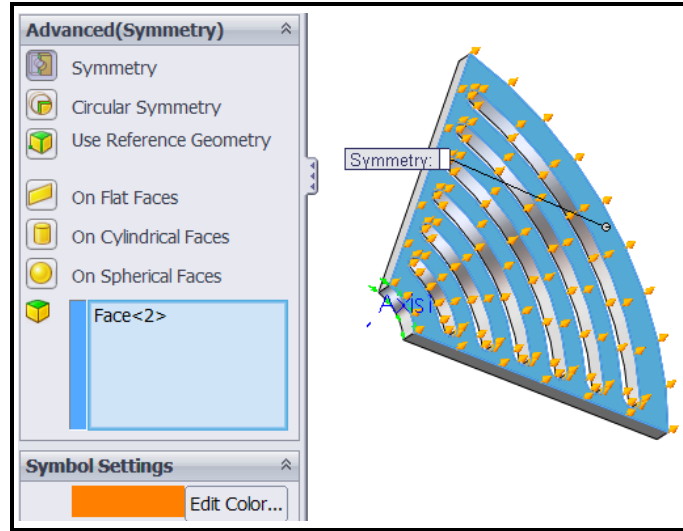 Advanced(Symmetry)
Symmetry
Circular Symmetry
Use Reference Geometry
On Flat Faces
On Cylindrical Faces
On Spherical Faces
Face<2>
Symbol Settings
Edit Color...
Symmetry:
Axis1